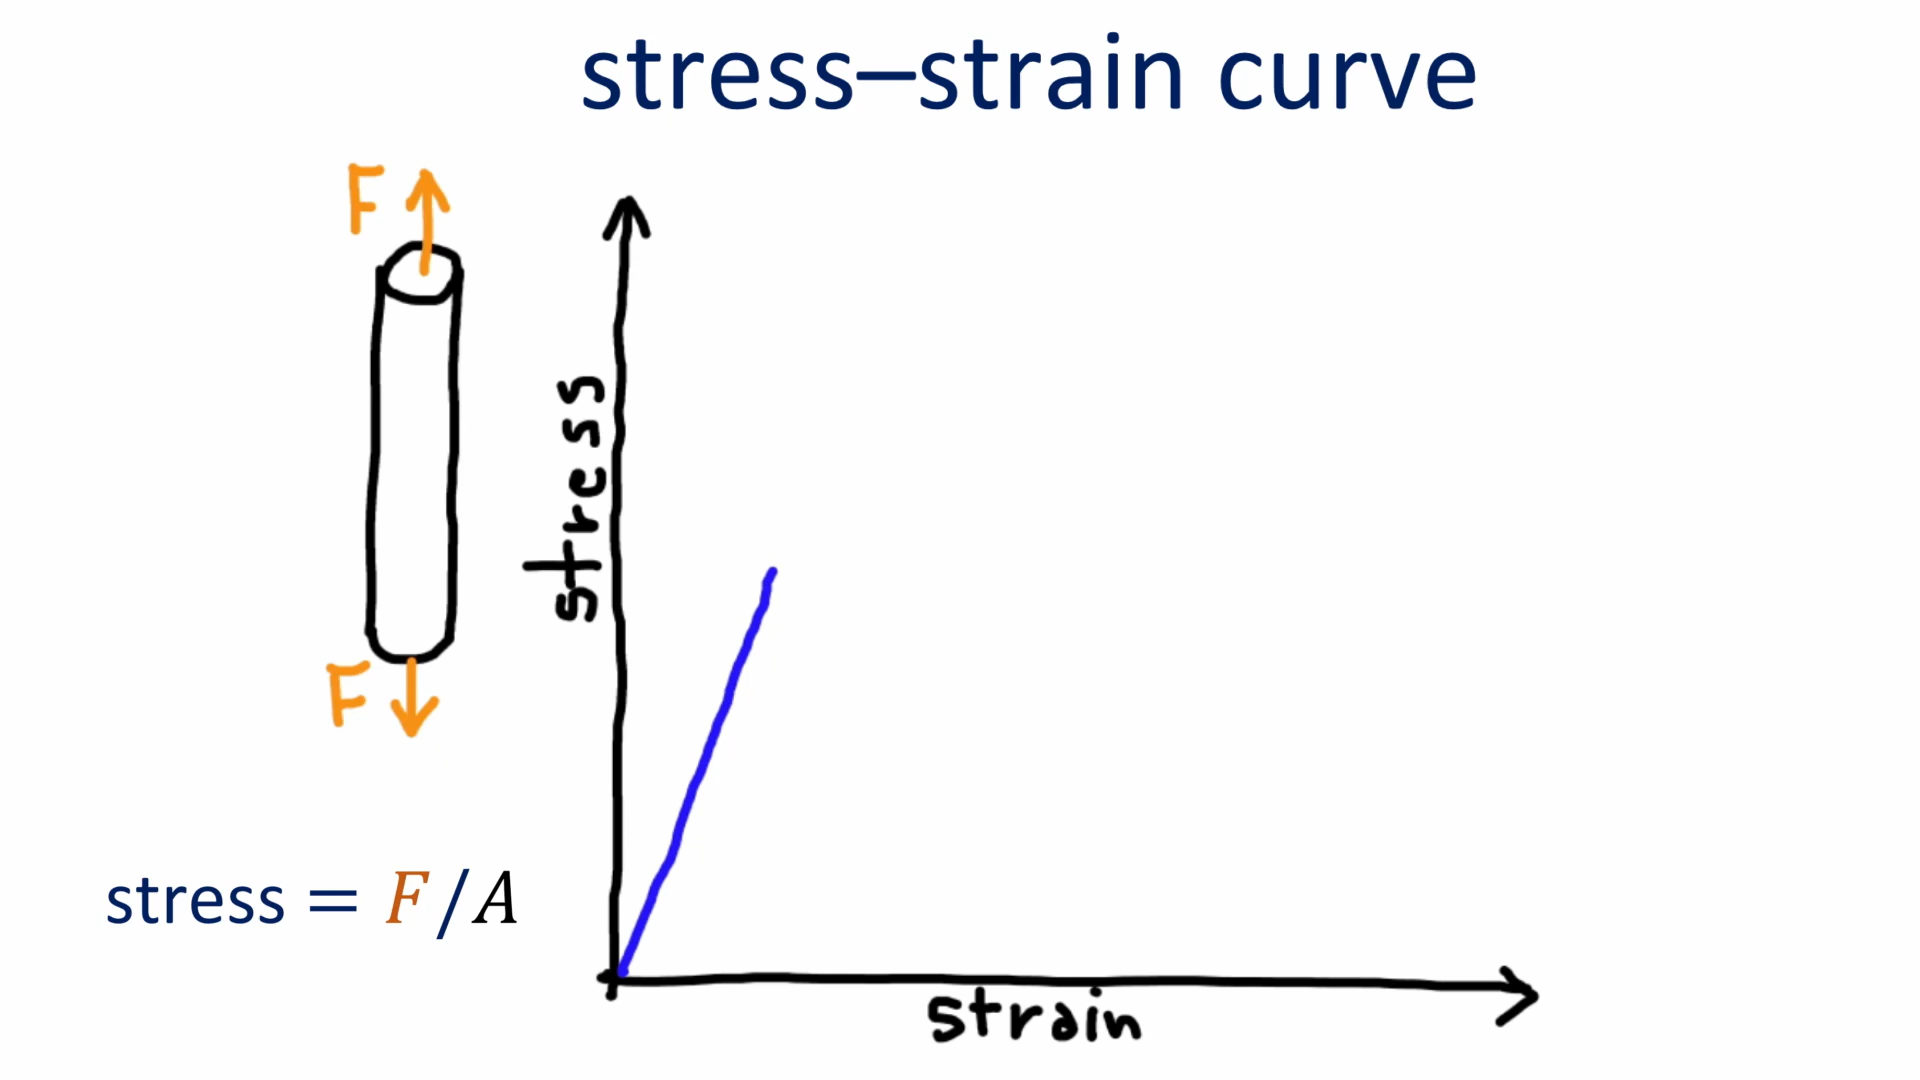 stress–strain curve
F
stress
F
stress = F/A
strain